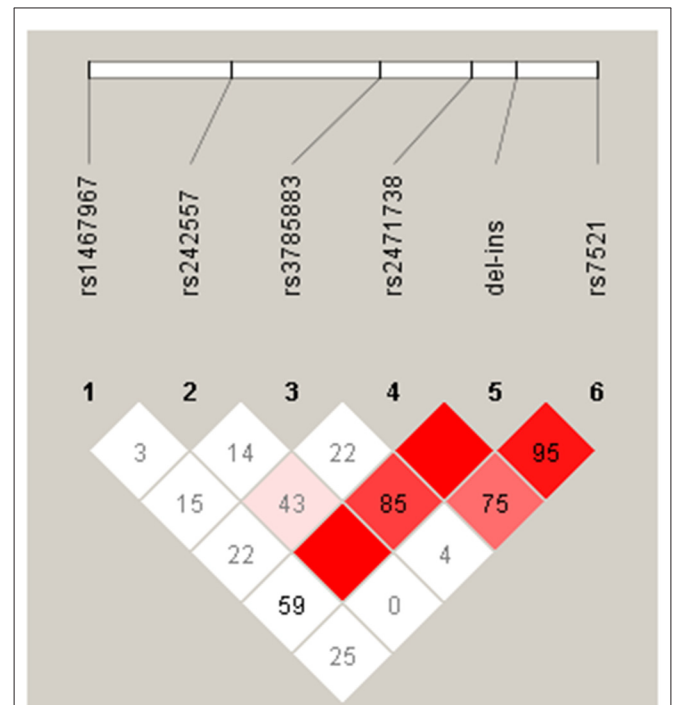 rs1467967
rs242557
rs3785883
rs2471738
del-ins
rs7521
1 2 3 4 5 6
3 14 22 95
15 43 85 75
22 4
59 0
25